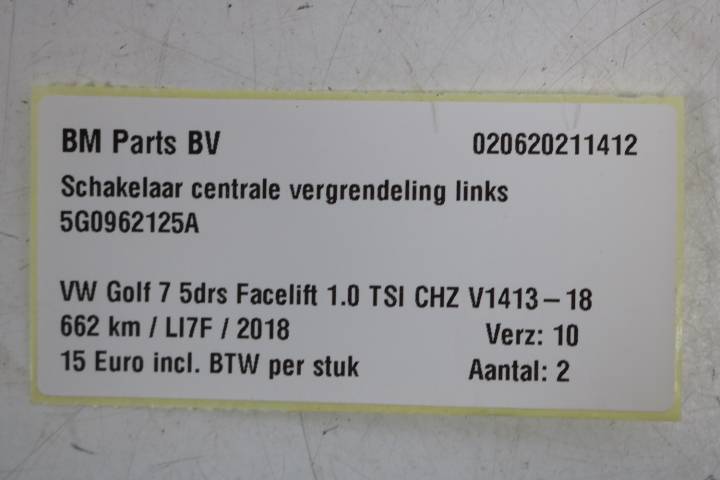 BM Parts BV 020620211412
Schakelaar centrale vergrendeling links
5G0962125A
VW Golf 7 5drs Facelift 1.0 TSI CHZ V1413-18
662 km / LI7F / 2018 Verz: 10
15 Euro incl. BTW per stuk Aantal: 2